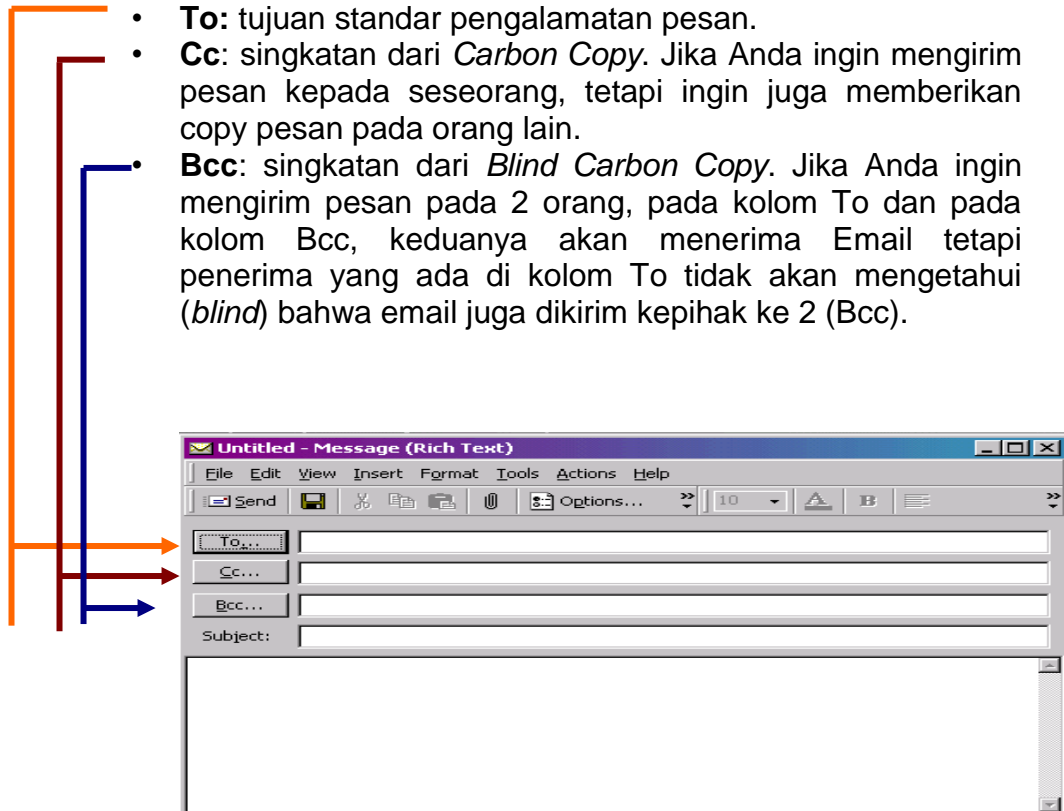 • To: tujuan standar pengalamatan pesan.
• Cc: singkatan dari Carbon Copy. Jika Anda ingin mengirim
pesan kepada seseorang, tetapi ingin juga memberikan
copy pesan pada orang lain.
• Bcc: singkatan dari Blind Carbon Copy. Jika Anda ingin
mengirim pesan pada 2 orang, pada kolom To dan pada
kolom Bcc, keduanya akan menerima Email tetapi
penerima yang ada di kolom To tidak akan mengetahui
(blind) bahwa email juga dikirim kepihak ke 2 (Bcc).
Untitled - Message (Rich Text)
File Edit View Insert Format Tools Actions Help
Send Options... 10 A B
To...
Cc...
Bcc...
Subject: